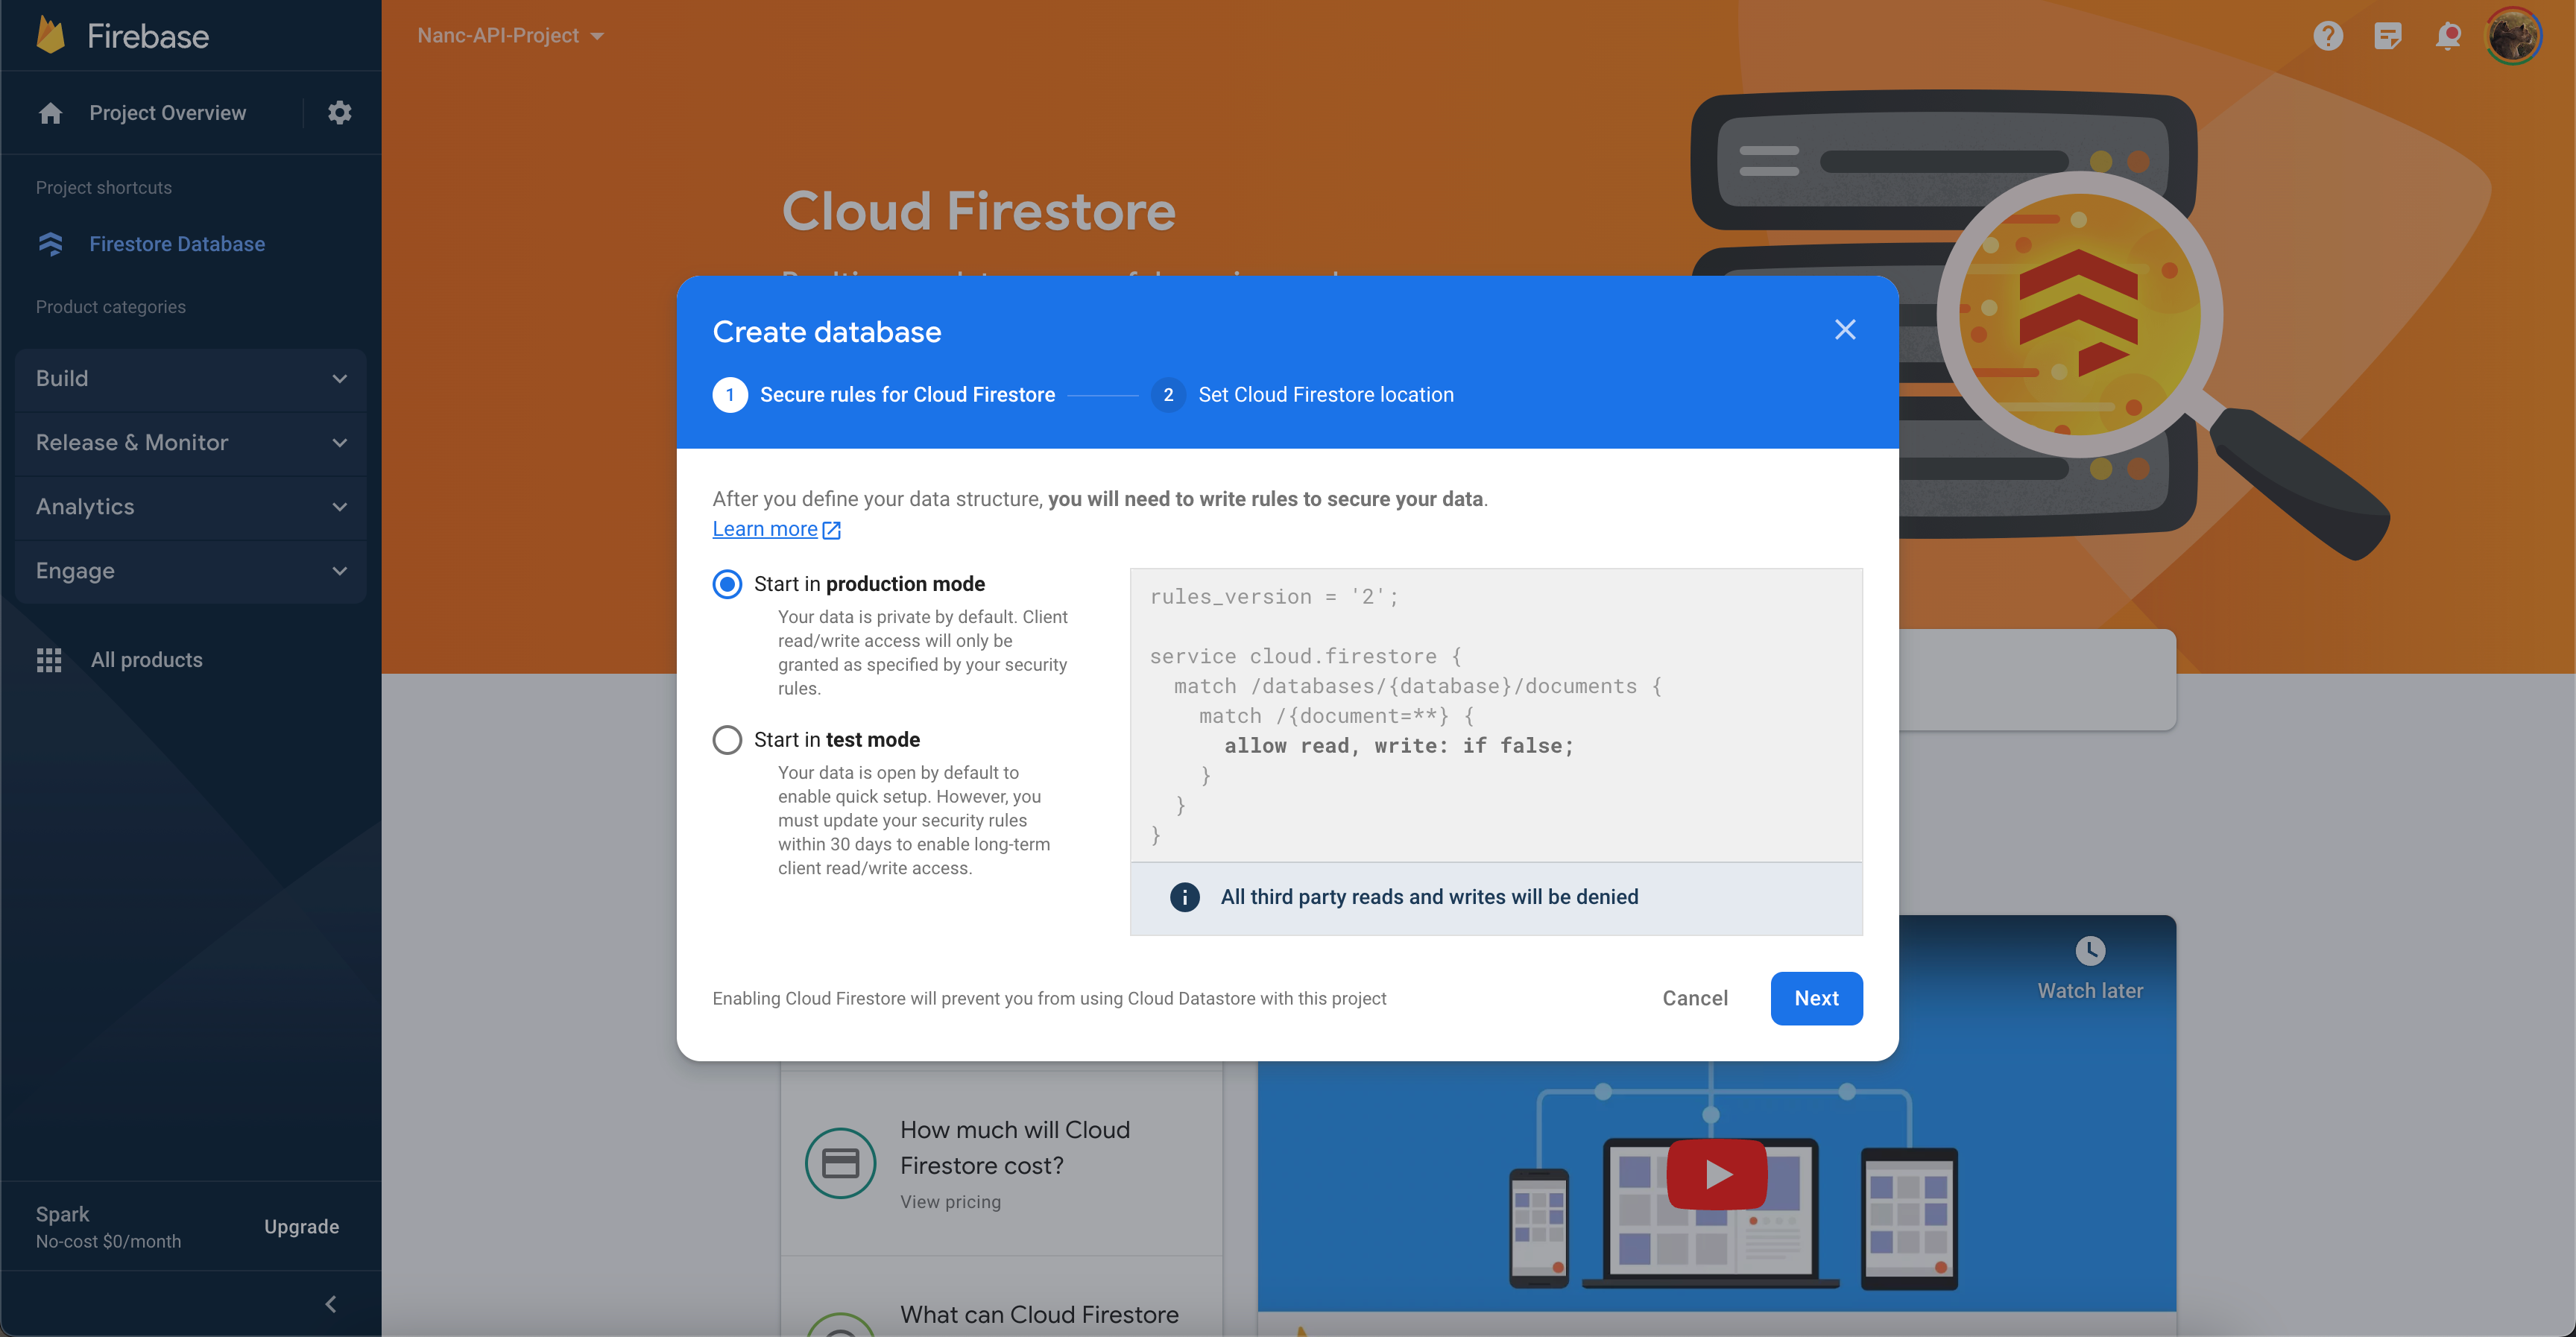 Firebase
Project Overview
Project shortcuts
Firestore Database
Product categories
Build
Release & Monitor
Analytics
Engage
All products
Spark
No-cost $0/month
Upgrade
Nanc-API-Project
Cloud Firestore
Create database
1 Secure rules for Cloud Firestore
2 Set Cloud Firestore location
After you define your data structure, you will need to write rules to secure your data.
Learn more
Start in production mode
Your data is private by default. Client
read/write access will only be
granted as specified by your security
rules.
Start in test mode
Your data is open by default to
enable quick setup. However, you
must update your security rules
within 30 days to enable long-term
client read/write access.
rules_version = '2';
service cloud.firestore {
match /databases/{database}/documents {
match /{document=**} {
allow read, write: if false;
}
}
}
All third party reads and writes will be denied
Enabling Cloud Firestore will prevent you from using Cloud Datastore with this project
Cancel
Next
Watch later
How much will Cloud
Firestore cost?
View pricing
What can Cloud Firestore